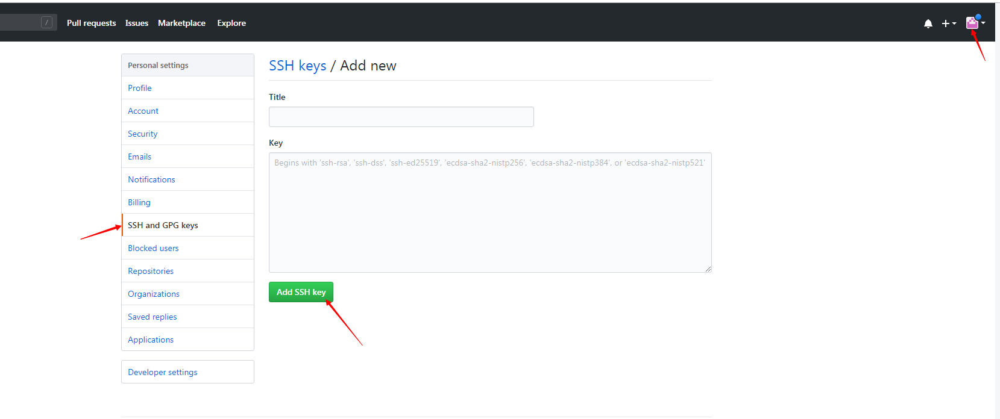 / Pull requests Issues Marketplace Explore
Personal settings
Profile
Account
Security
Emails
Notifications
Billing
SSH and GPG keys
Blocked users
Repositories
Organizations
Saved replies
Applications
Developer settings
SSH keys / Add new
Title
Key
Begins with 'ssh-rsa', 'ssh-dss', 'ssh-ed25519', 'ecdsa-sha2-nistp256', 'ecdsa-sha2-nistp384', or 'ecdsa-sha2-nistp521'
Add SSH key